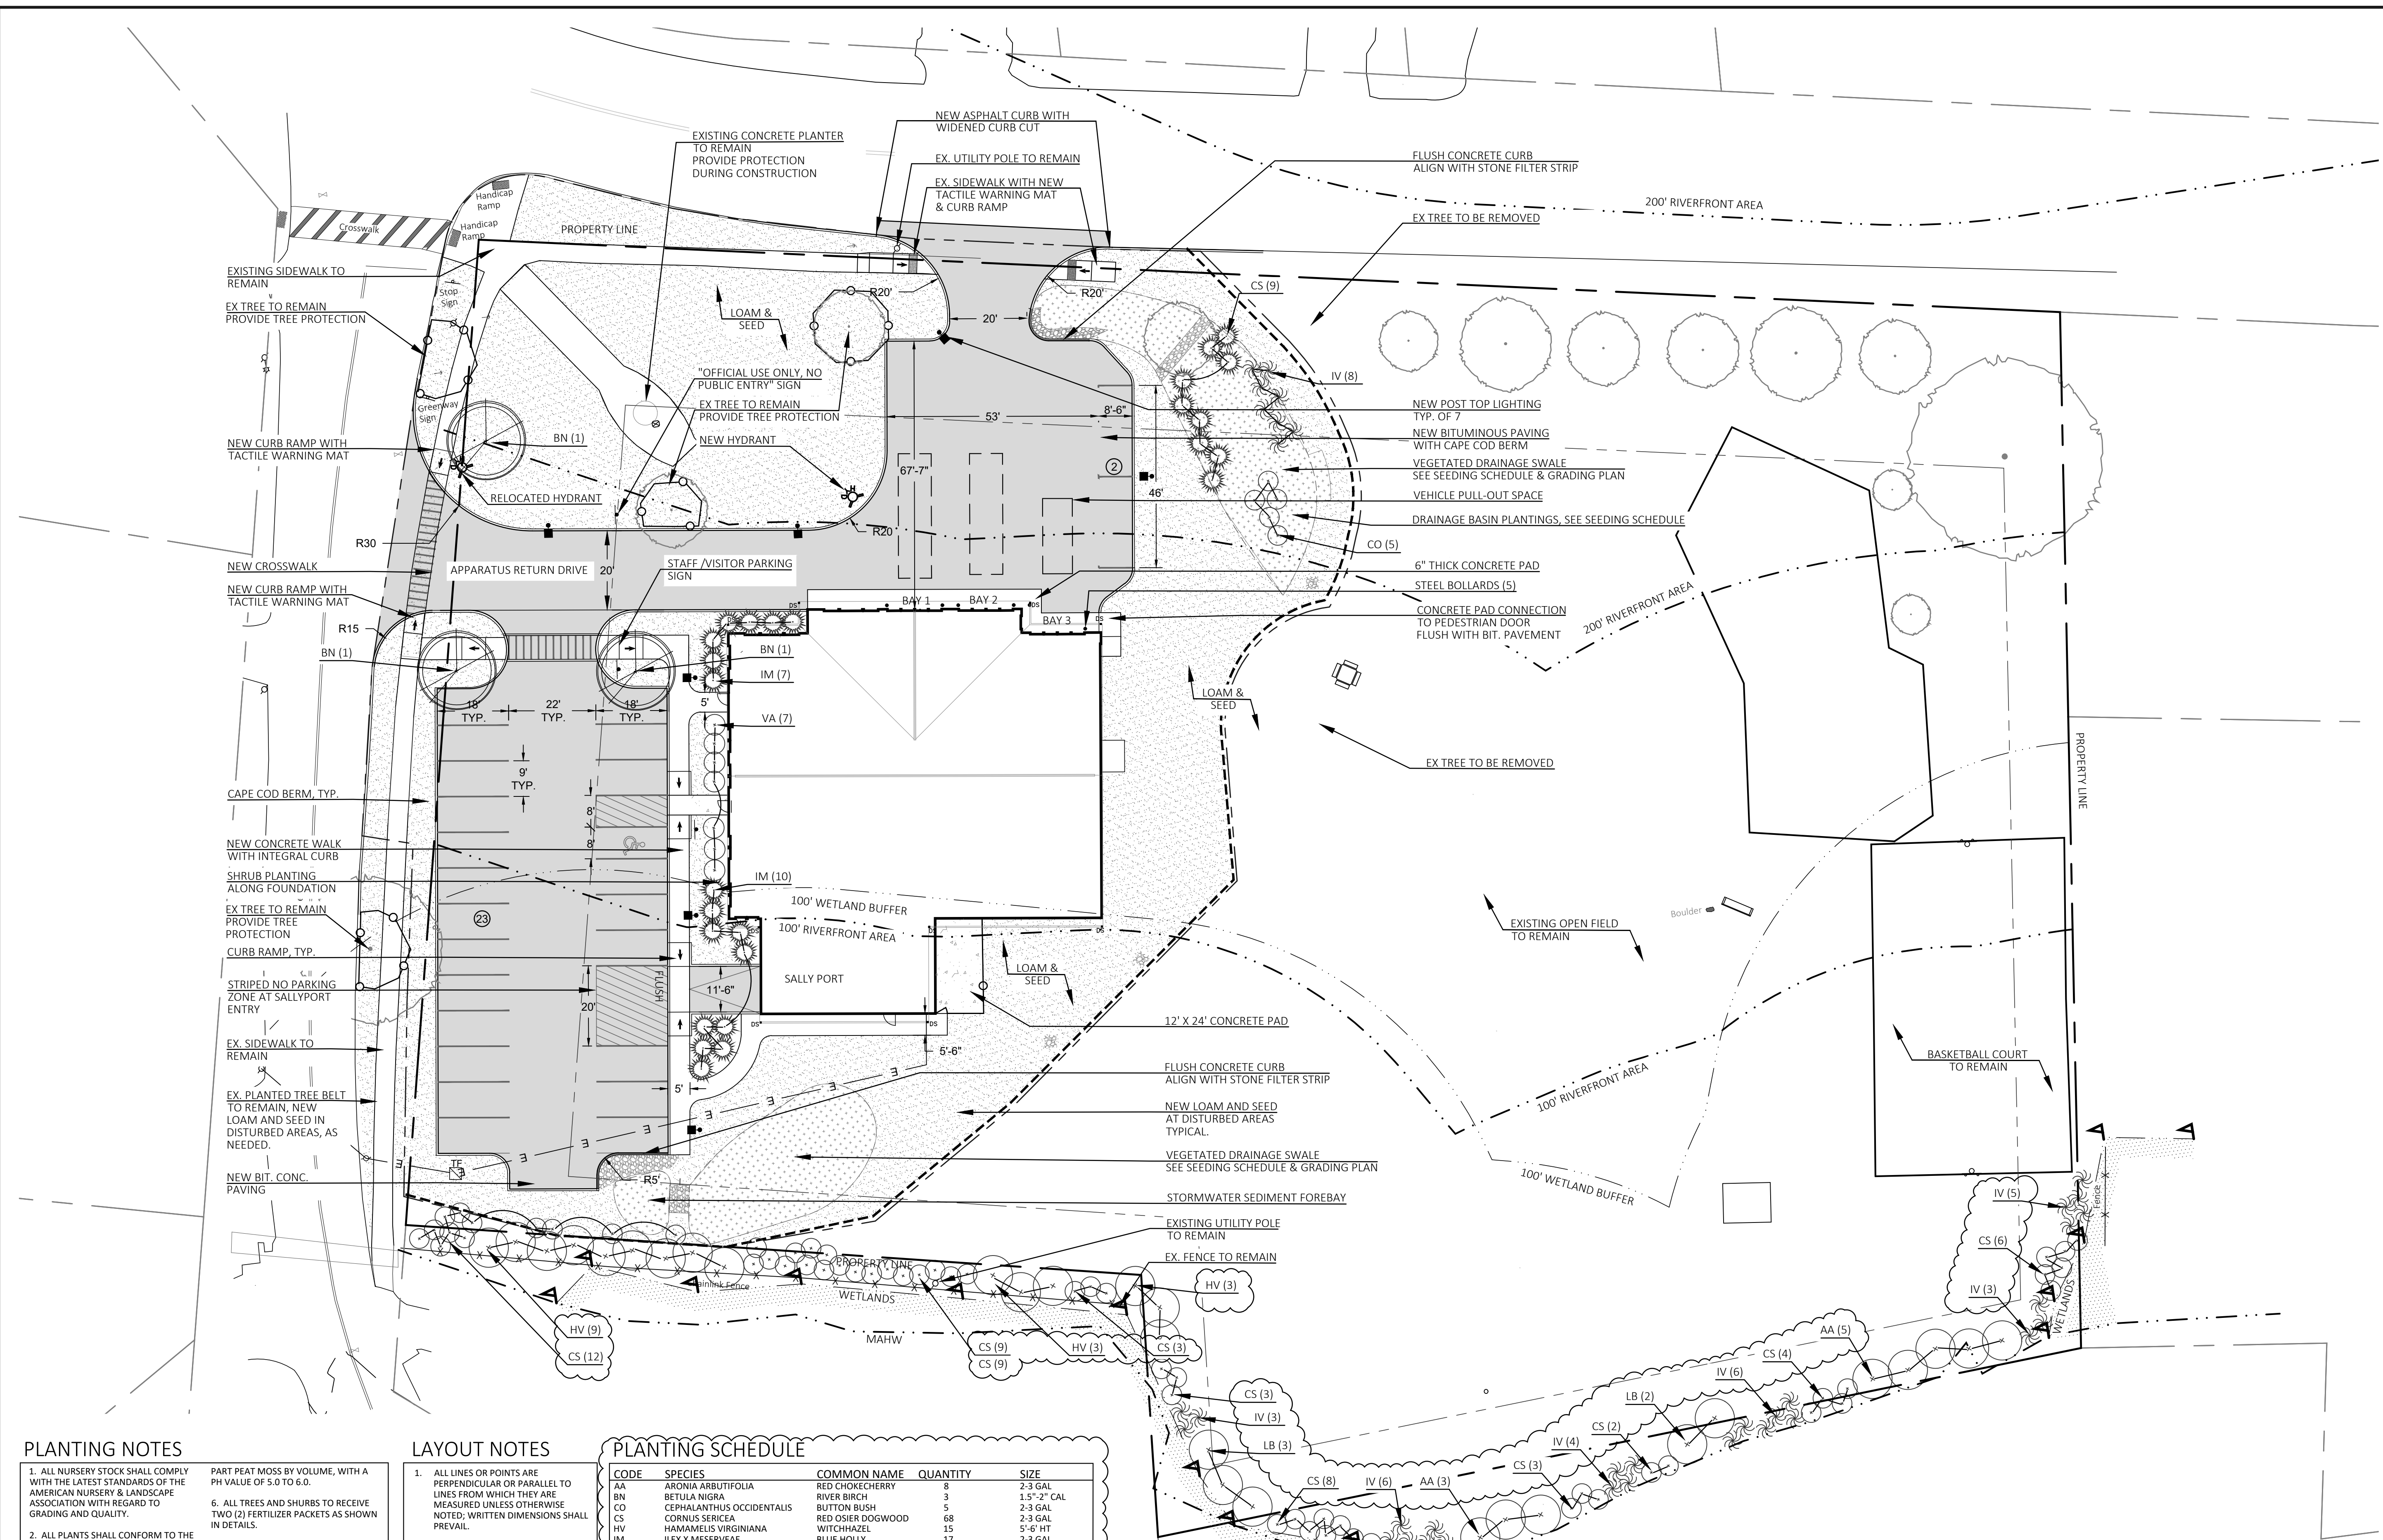 NEW ASPHALT CURB WITH
WIDENED CURB CUT
EXISTING CONCRETE PLANTER
TO REMAIN
PROVIDE PROTECTION
DURING CONSTRUCTION
EX. UTILITY POLE TO REMAIN
EX. SIDEWALK WITH NEW
TACTILE WARNING MAT
& CURB RAMP
FLUSH CONCRETE CURB
ALIGN WITH STONE FILTER STRIP
200' RIVERFRONT AREA
EX TREE TO BE REMOVED
Handicap
Ramp
Handicap
Ramp
Crosswalk
PROPERTY LINE
EXISTING SIDEWALK TO
REMAIN
Stop
Sign
EX TREE TO REMAIN
PROVIDE TREE PROTECTION
LOAM &
SEED
R20'
R20'
20'
CS (9)
"OFFICIAL USE ONLY, NO
PUBLIC ENTRY" SIGN
IV (8)
EX TREE TO REMAIN
PROVIDE TREE PROTECTION
Greenway
Sign
53'
8'-6"
NEW POST TOP LIGHTING
TYP. OF 7
BN (1)
NEW HYDRANT
NEW CURB RAMP WITH
TACTILE WARNING MAT
NEW BITUMINOUS PAVING
WITH CAPE COD BERM
67'-7"
2
VEGETATED DRAINAGE SWALE
SEE SEEDING SCHEDULE & GRADING PLAN
46'
RELOCATED HYDRANT
VEHICLE PULL-OUT SPACE
DRAINAGE BASIN PLANTINGS, SEE SEEDING SCHEDULE
R30
R20
CO (5)
NEW CROSSWALK
APPARATUS RETURN DRIVE
20'
STAFF /VISITOR PARKING
SIGN
6" THICK CONCRETE PAD
STEEL BOLLARDS (5)
NEW CURB RAMP WITH
TACTILE WARNING MAT
DS
BAY 1
BAY 2
DS
BAY 3
DS
CONCRETE PAD CONNECTION
TO PEDESTRIAN DOOR
FLUSH WITH BIT. PAVEMENT
200' RIVERFRONT AREA
R15
DS
BN (1)
BN (1)
IM (7)
18'
TYP.
22'
TYP.
18'
TYP.
5'
VA (7)
LOAM &
SEED
EX TREE TO BE REMOVED
PROPERTY LINE
9'
TYP.
CAPE COD BERM, TYP.
8'
8'
NEW CONCRETE WALK
WITH INTEGRAL CURB
SHRUB PLANTING
ALONG FOUNDATION
IM (10)
100' WETLAND BUFFER
100' RIVERFRONT AREA
EX TREE TO REMAIN
PROVIDE TREE
PROTECTION
23
DS
DS
DS
Boulder
EXISTING OPEN FIELD
TO REMAIN
CURB RAMP, TYP.
STRIPED NO PARKING
ZONE AT SALLYPORT
ENTRY
FLUSH
11'-6"
20'
SALLY PORT
LOAM &
SEED
DS
DS
12' X 24' CONCRETE PAD
EX. SIDEWALK TO
REMAIN
5'-6"
BASKETBALL COURT
TO REMAIN
FLUSH CONCRETE CURB
ALIGN WITH STONE FILTER STRIP
5'
E
E
E
E
E
E
E
E
EX. PLANTED TREE BELT
TO REMAIN, NEW
LOAM AND SEED IN
DISTURBED AREAS, AS
NEEDED.
NEW LOAM AND SEED
AT DISTURBED AREAS
TYPICAL.
100' RIVERFRONT AREA
VEGETATED DRAINAGE SWALE
SEE SEEDING SCHEDULE & GRADING PLAN
TF
NEW BIT. CONC.
PAVING
R5'
STORMWATER SEDIMENT FOREBAY
100' WETLAND BUFFER
IV (5)
Fence
EXISTING UTILITY POLE
TO REMAIN
CS (6)
EX. FENCE TO REMAIN
PROPERTY LINE
HV (3)
IV (3)
WETLANDS
WETLANDS
MAHW
HV (9)
CS (12)
CS (9)
CS (9)
HV (3)
CS (3)
AA (5)
CS (4)
IV (6)
LB (2)
CS (3)
IV (3)
CS (2)
IV (4)
LB (3)
CS (3)
CS (8)
IV (6)
AA (3)
PLANTING NOTES
1. ALL NURSERY STOCK SHALL COMPLY
WITH THE LATEST STANDARDS OF THE
AMERICAN NURSERY & LANDSCAPE
ASSOCIATION WITH REGARD TO
GRADING AND QUALITY.
2. ALL PLANTS SHALL CONFORM TO THE
PART PEAT MOSS BY VOLUME, WITH A
PH VALUE OF 5.0 TO 6.0.
6. ALL TREES AND SHURBS TO RECEIVE
TWO (2) FERTILIZER PACKETS AS SHOWN
IN DETAILS.
LAYOUT NOTES
1. ALL LINES OR POINTS ARE
PERPENDICULAR OR PARALLEL TO
LINES FROM WHICH THEY ARE
MEASURED UNLESS OTHERWISE
NOTED; WRITTEN DIMENSIONS SHALL
PREVAIL.
PLANTING SCHEDULE
CODE SPECIES COMMON NAME QUANTITY SIZE
AA ARONIA ARBUTIFOLIA RED CHOKECHERRY 8 2-3 GAL
BN BETULA NIGRA RIVER BIRCH 3 1.5"-2" CAL
CO CEPHALANTHUS OCCIDENTALIS BUTTON BUSH 5 2-3 GAL
CS CORNUS SERICEA RED OSIER DOGWOOD 68 2-3 GAL
HV HAMAMELIS VIRGINIANA WITCHHAZEL 15 5'-6' HT
IM ILEX X MESERVEAE BLUE HOLLY 17 2-3 GAL